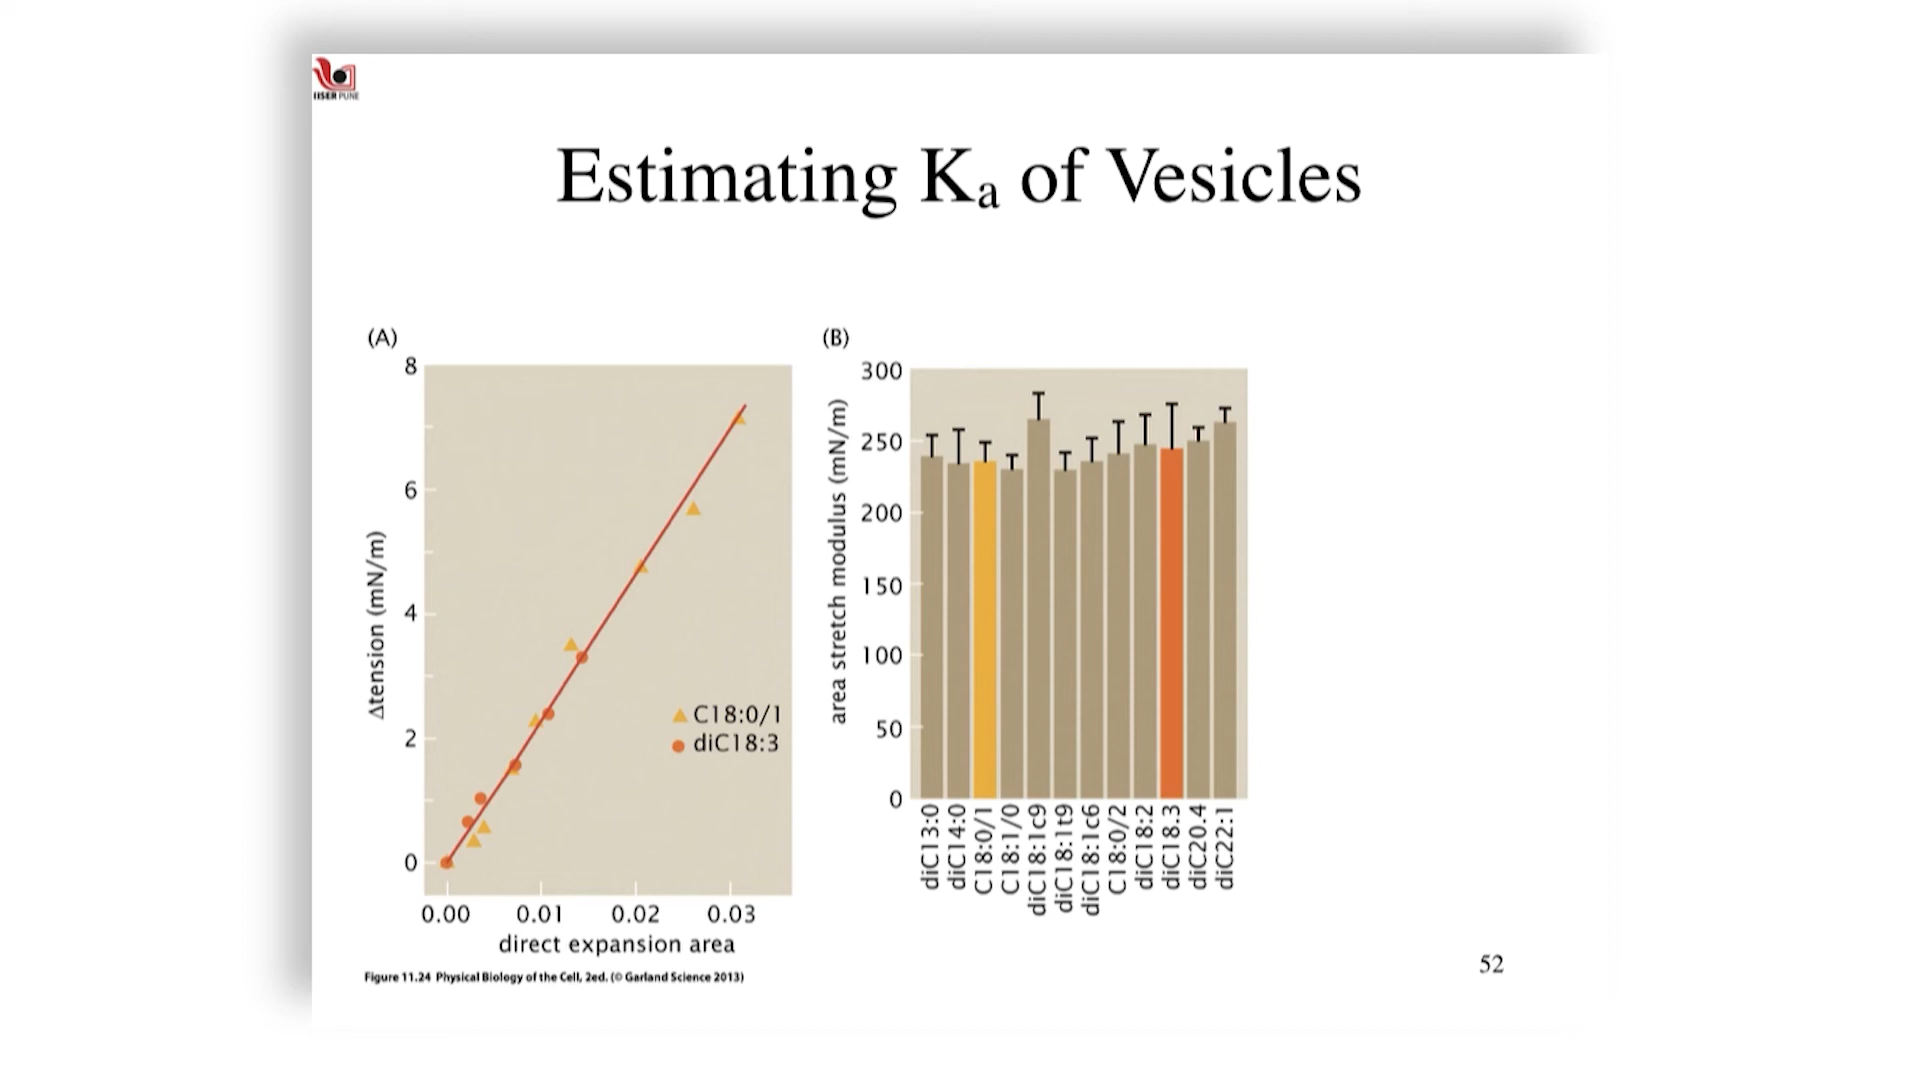 IISER PUNE
Estimating Ka of Vesicles
(A)
8
6
4
2
0
Δtension (mN/m)
C18:0/1
diC18:3
0.00 0.01 0.02 0.03
direct expansion area
(B)
300
250
200
150
100
50
0
area stretch modulus (mN/m)
diC13:0
diC14:0
C18:0/1
C18:1/0
diC18:1c9
diC18:1t9
diC18:1c6
C18:0/2
diC18:2
diC18.3
diC20.4
diC22:1
Figure 11.24 Physical Biology of the Cell, 2ed. (© Garland Science 2013)
52